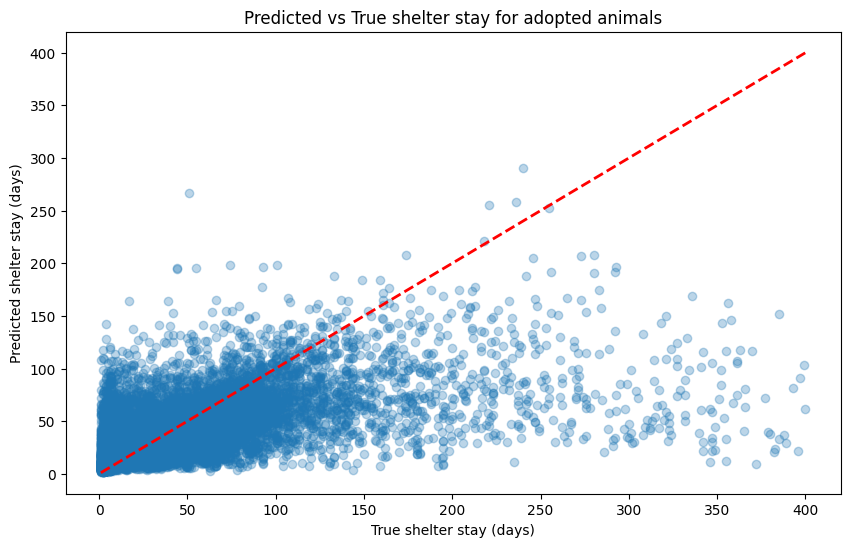 Predicted vs True shelter stay for adopted animals
Predicted shelter stay (days)
400
350
300
250
200
150
100
50
0
0 50 100 150 200 250 300 350 400
True shelter stay (days)